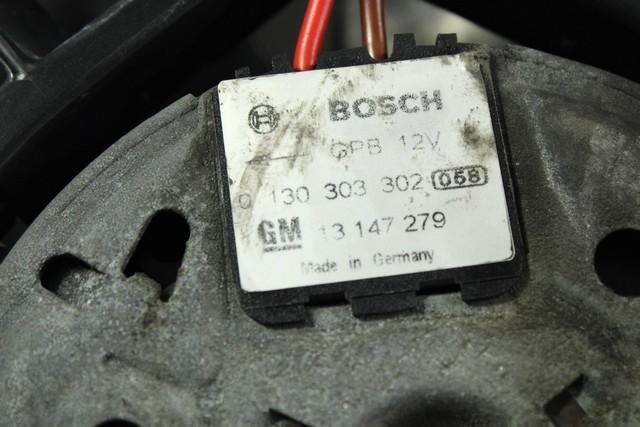 BOSCH
GPB 12V
0 130 303 302 058
GM 13 147 279
Made in Germany